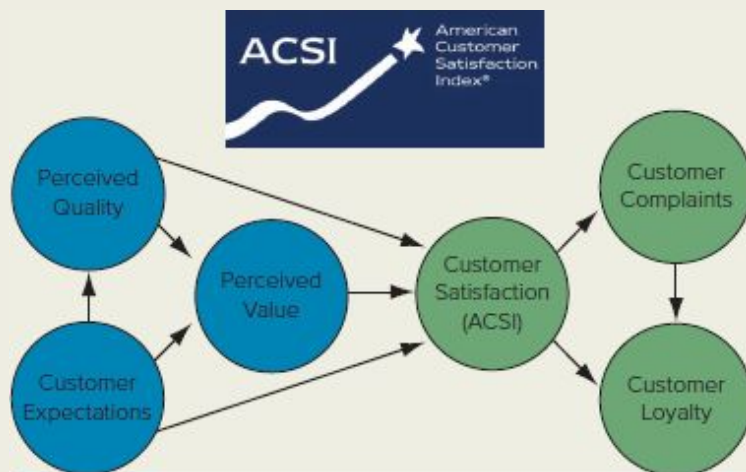 ACSI
American
Customer
Satisfaction
Index®
Perceived
Quality
Customer
Complaints
Perceived
Value
Customer
Satisfaction
(ACSI)
Customer
Expectations
Customer
Loyalty